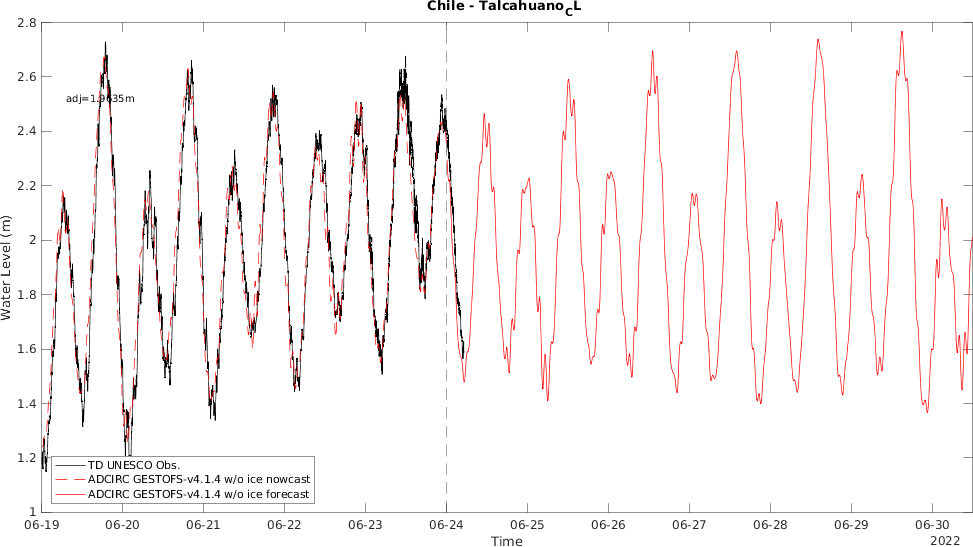 Chile - Talcahuano_CL
2.8
2.6
2.4
2.2
2
1.8
1.6
1.4
1.2
1
Water Level (m)
adj=1.9635m
TD UNESCO Obs.
ADCIRC GESTOFS-v4.1.4 w/o ice nowcast
ADCIRC GESTOFS-v4.1.4 w/o ice forecast
06-19 06-20 06-21 06-22 06-23 06-24 06-25 06-26 06-27 06-28 06-29 06-30
Time
2022